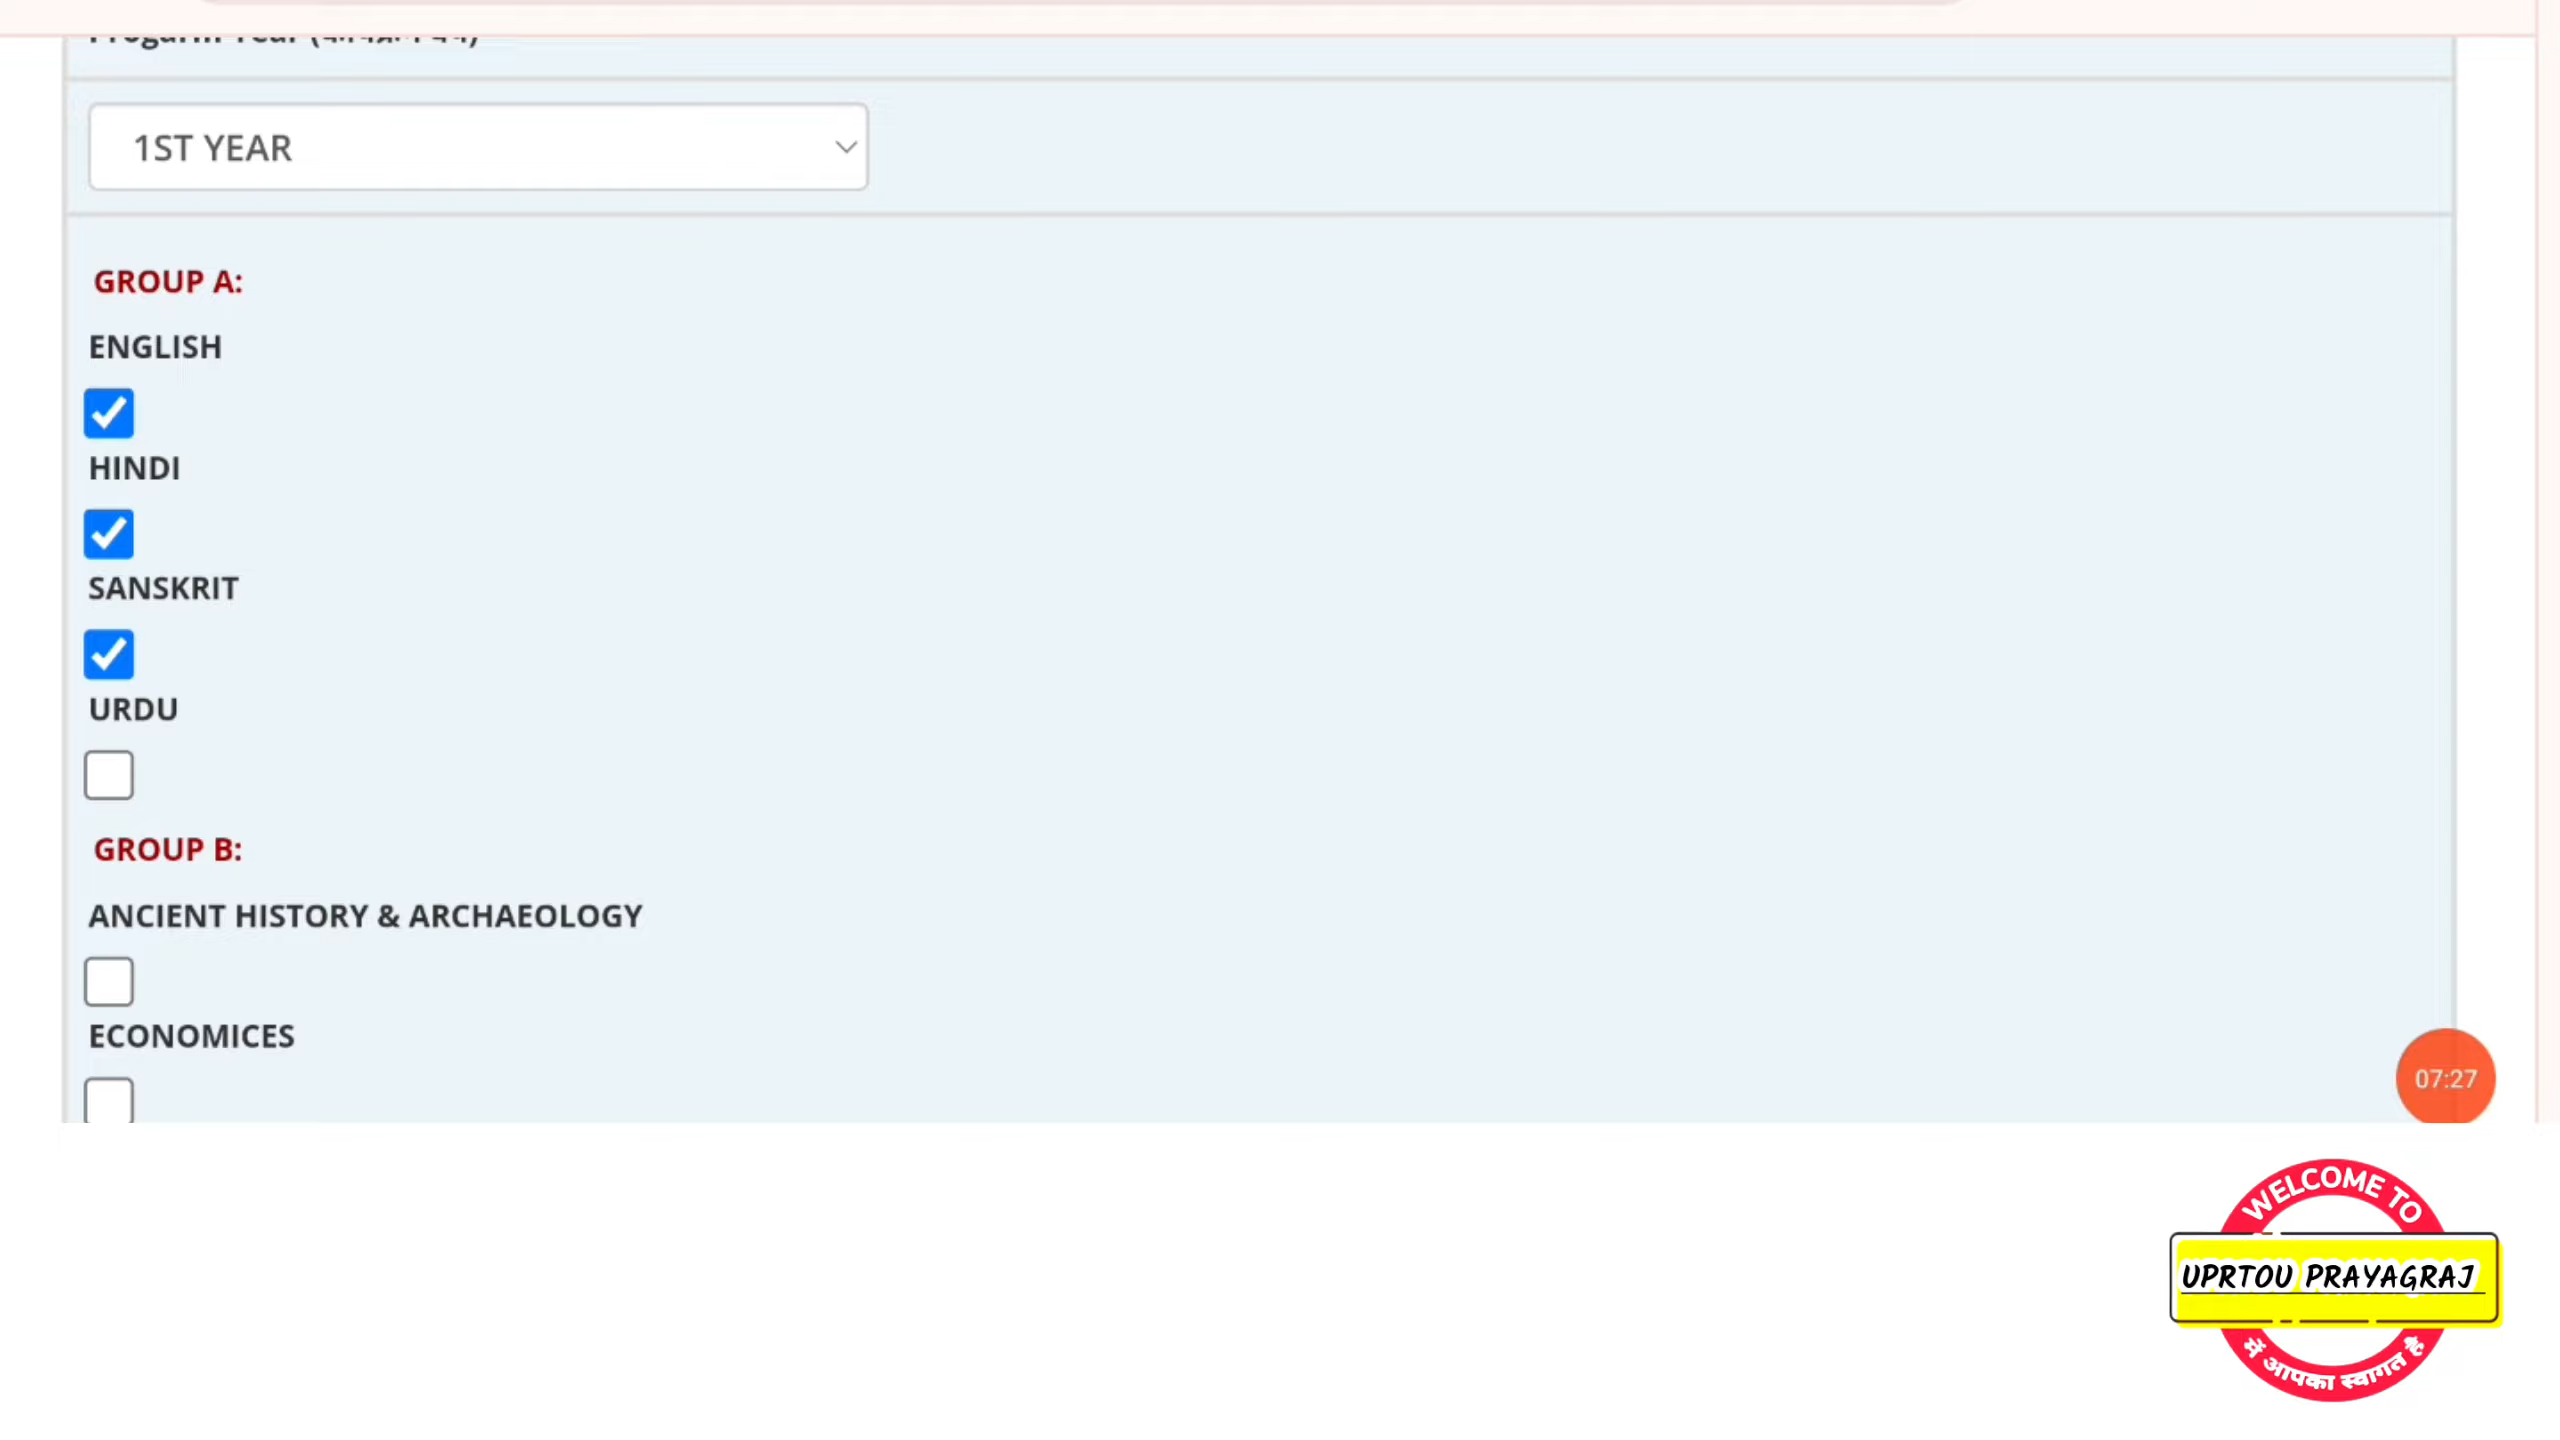 1ST YEAR
GROUP A:
ENGLISH
HINDI
SANSKRIT
URDU
GROUP B:
ANCIENT HISTORY & ARCHAEOLOGY
ECONOMICES
07:27
WELCOME TO
UPRTOU PRAYAGRAJ
में आपका स्वागत है